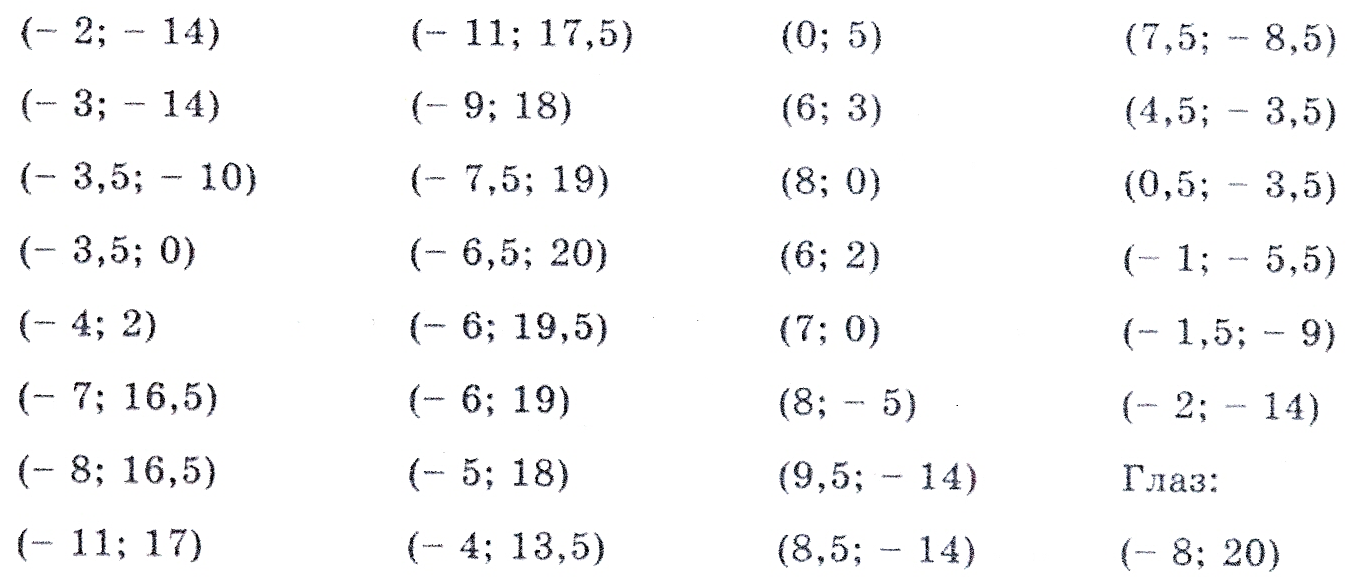 (– 2; – 14)
(– 3; – 14)
(– 3,5; – 10)
(– 3,5; 0)
(– 4; 2)
(– 7; 16,5)
(– 8; 16,5)
(– 11; 17)
(– 11; 17,5)
(– 9; 18)
(– 7,5; 19)
(– 6,5; 20)
(– 6; 19,5)
(– 6; 19)
(– 5; 18)
(– 4; 13,5)
(0; 5)
(6; 3)
(8; 0)
(6; 2)
(7; 0)
(8; – 5)
(9,5; – 14)
(8,5; – 14)
(7,5; – 8,5)
(4,5; – 3,5)
(0,5; – 3,5)
(– 1; – 5,5)
(– 1,5; – 9)
(– 2; – 14)
Глаз:
(– 8; 20)